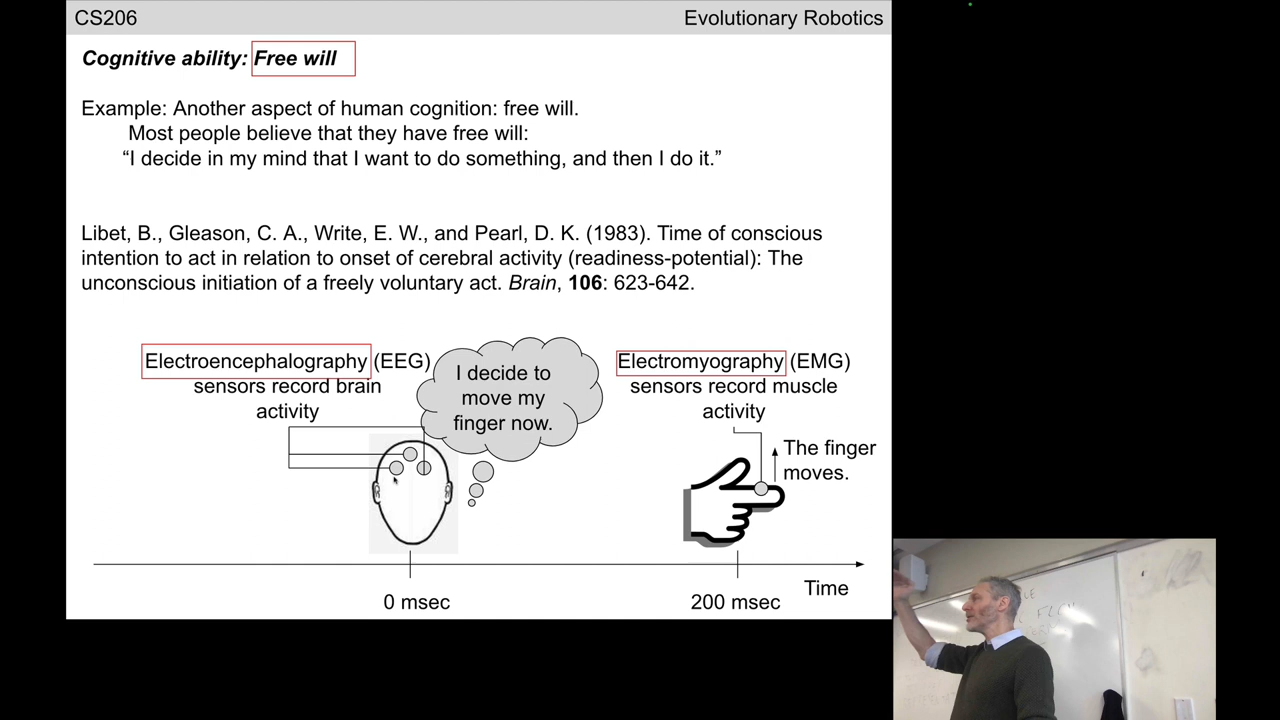 CS206
Evolutionary Robotics
Cognitive ability: Free will
Example: Another aspect of human cognition: free will.
Most people believe that they have free will:
“I decide in my mind that I want to do something, and then I do it.”
Libet, B., Gleason, C. A., Write, E. W., and Pearl, D. K. (1983). Time of conscious
intention to act in relation to onset of cerebral activity (readiness-potential): The
unconscious initiation of a freely voluntary act. Brain, 106: 623-642.
Electroencephalography (EEG)
sensors record brain
activity
I decide to
move my
finger now.
Electromyography (EMG)
sensors record muscle
activity
The finger
moves.
Time
0 msec
200 msec